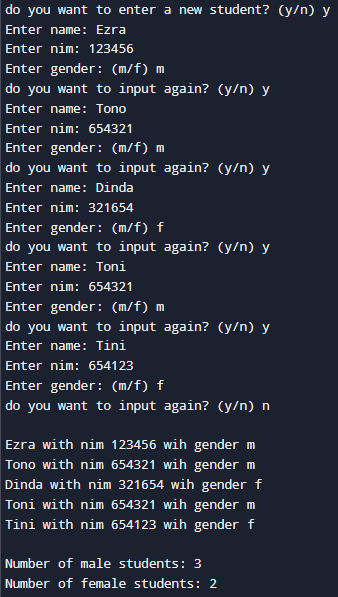 do you want to enter a new student? (y/n) y
Enter name: Ezra
Enter nim: 123456
Enter gender: (m/f) m
do you want to input again? (y/n) y
Enter name: Tono
Enter nim: 654321
Enter gender: (m/f) m
do you want to input again? (y/n) y
Enter name: Dinda
Enter nim: 321654
Enter gender: (m/f) f
do you want to input again? (y/n) y
Enter name: Toni
Enter nim: 654321
Enter gender: (m/f) m
do you want to input again? (y/n) y
Enter name: Tini
Enter nim: 654123
Enter gender: (m/f) f
do you want to input again? (y/n) n
Ezra with nim 123456 wih gender m
Tono with nim 654321 wih gender m
Dinda with nim 321654 wih gender f
Toni with nim 654321 wih gender m
Tini with nim 654123 wih gender f
Number of male students: 3
Number of female students: 2